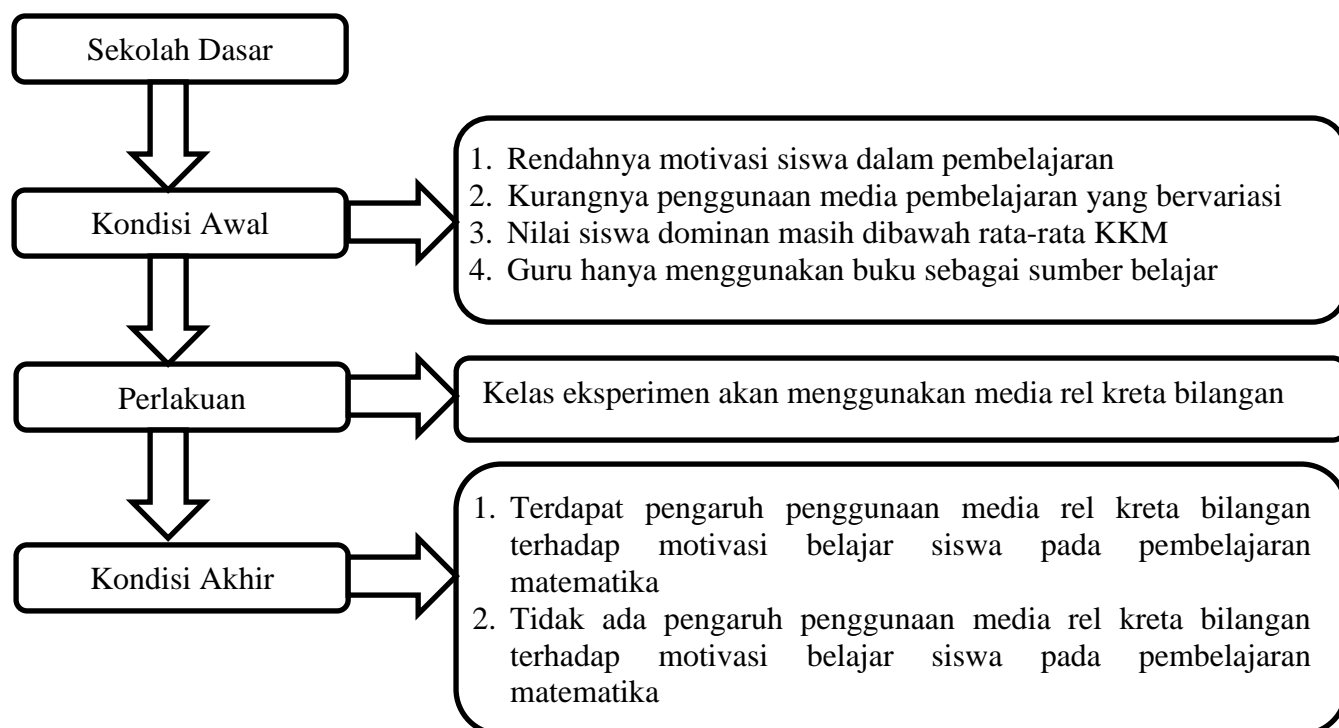 Sekolah Dasar
Kondisi Awal
1. Rendahnya motivasi siswa dalam pembelajaran
2. Kurangnya penggunaan media pembelajaran yang bervariasi
3. Nilai siswa dominan masih dibawah rata-rata KKM
4. Guru hanya menggunakan buku sebagai sumber belajar
Perlakuan
Kelas eksperimen akan menggunakan media rel kreta bilangan
Kondisi Akhir
1. Terdapat pengaruh penggunaan media rel kreta bilangan
terhadap motivasi belajar siswa pada pembelajaran
matematika
2. Tidak ada pengaruh penggunaan media rel kreta bilangan
terhadap motivasi belajar siswa pada pembelajaran
matematika